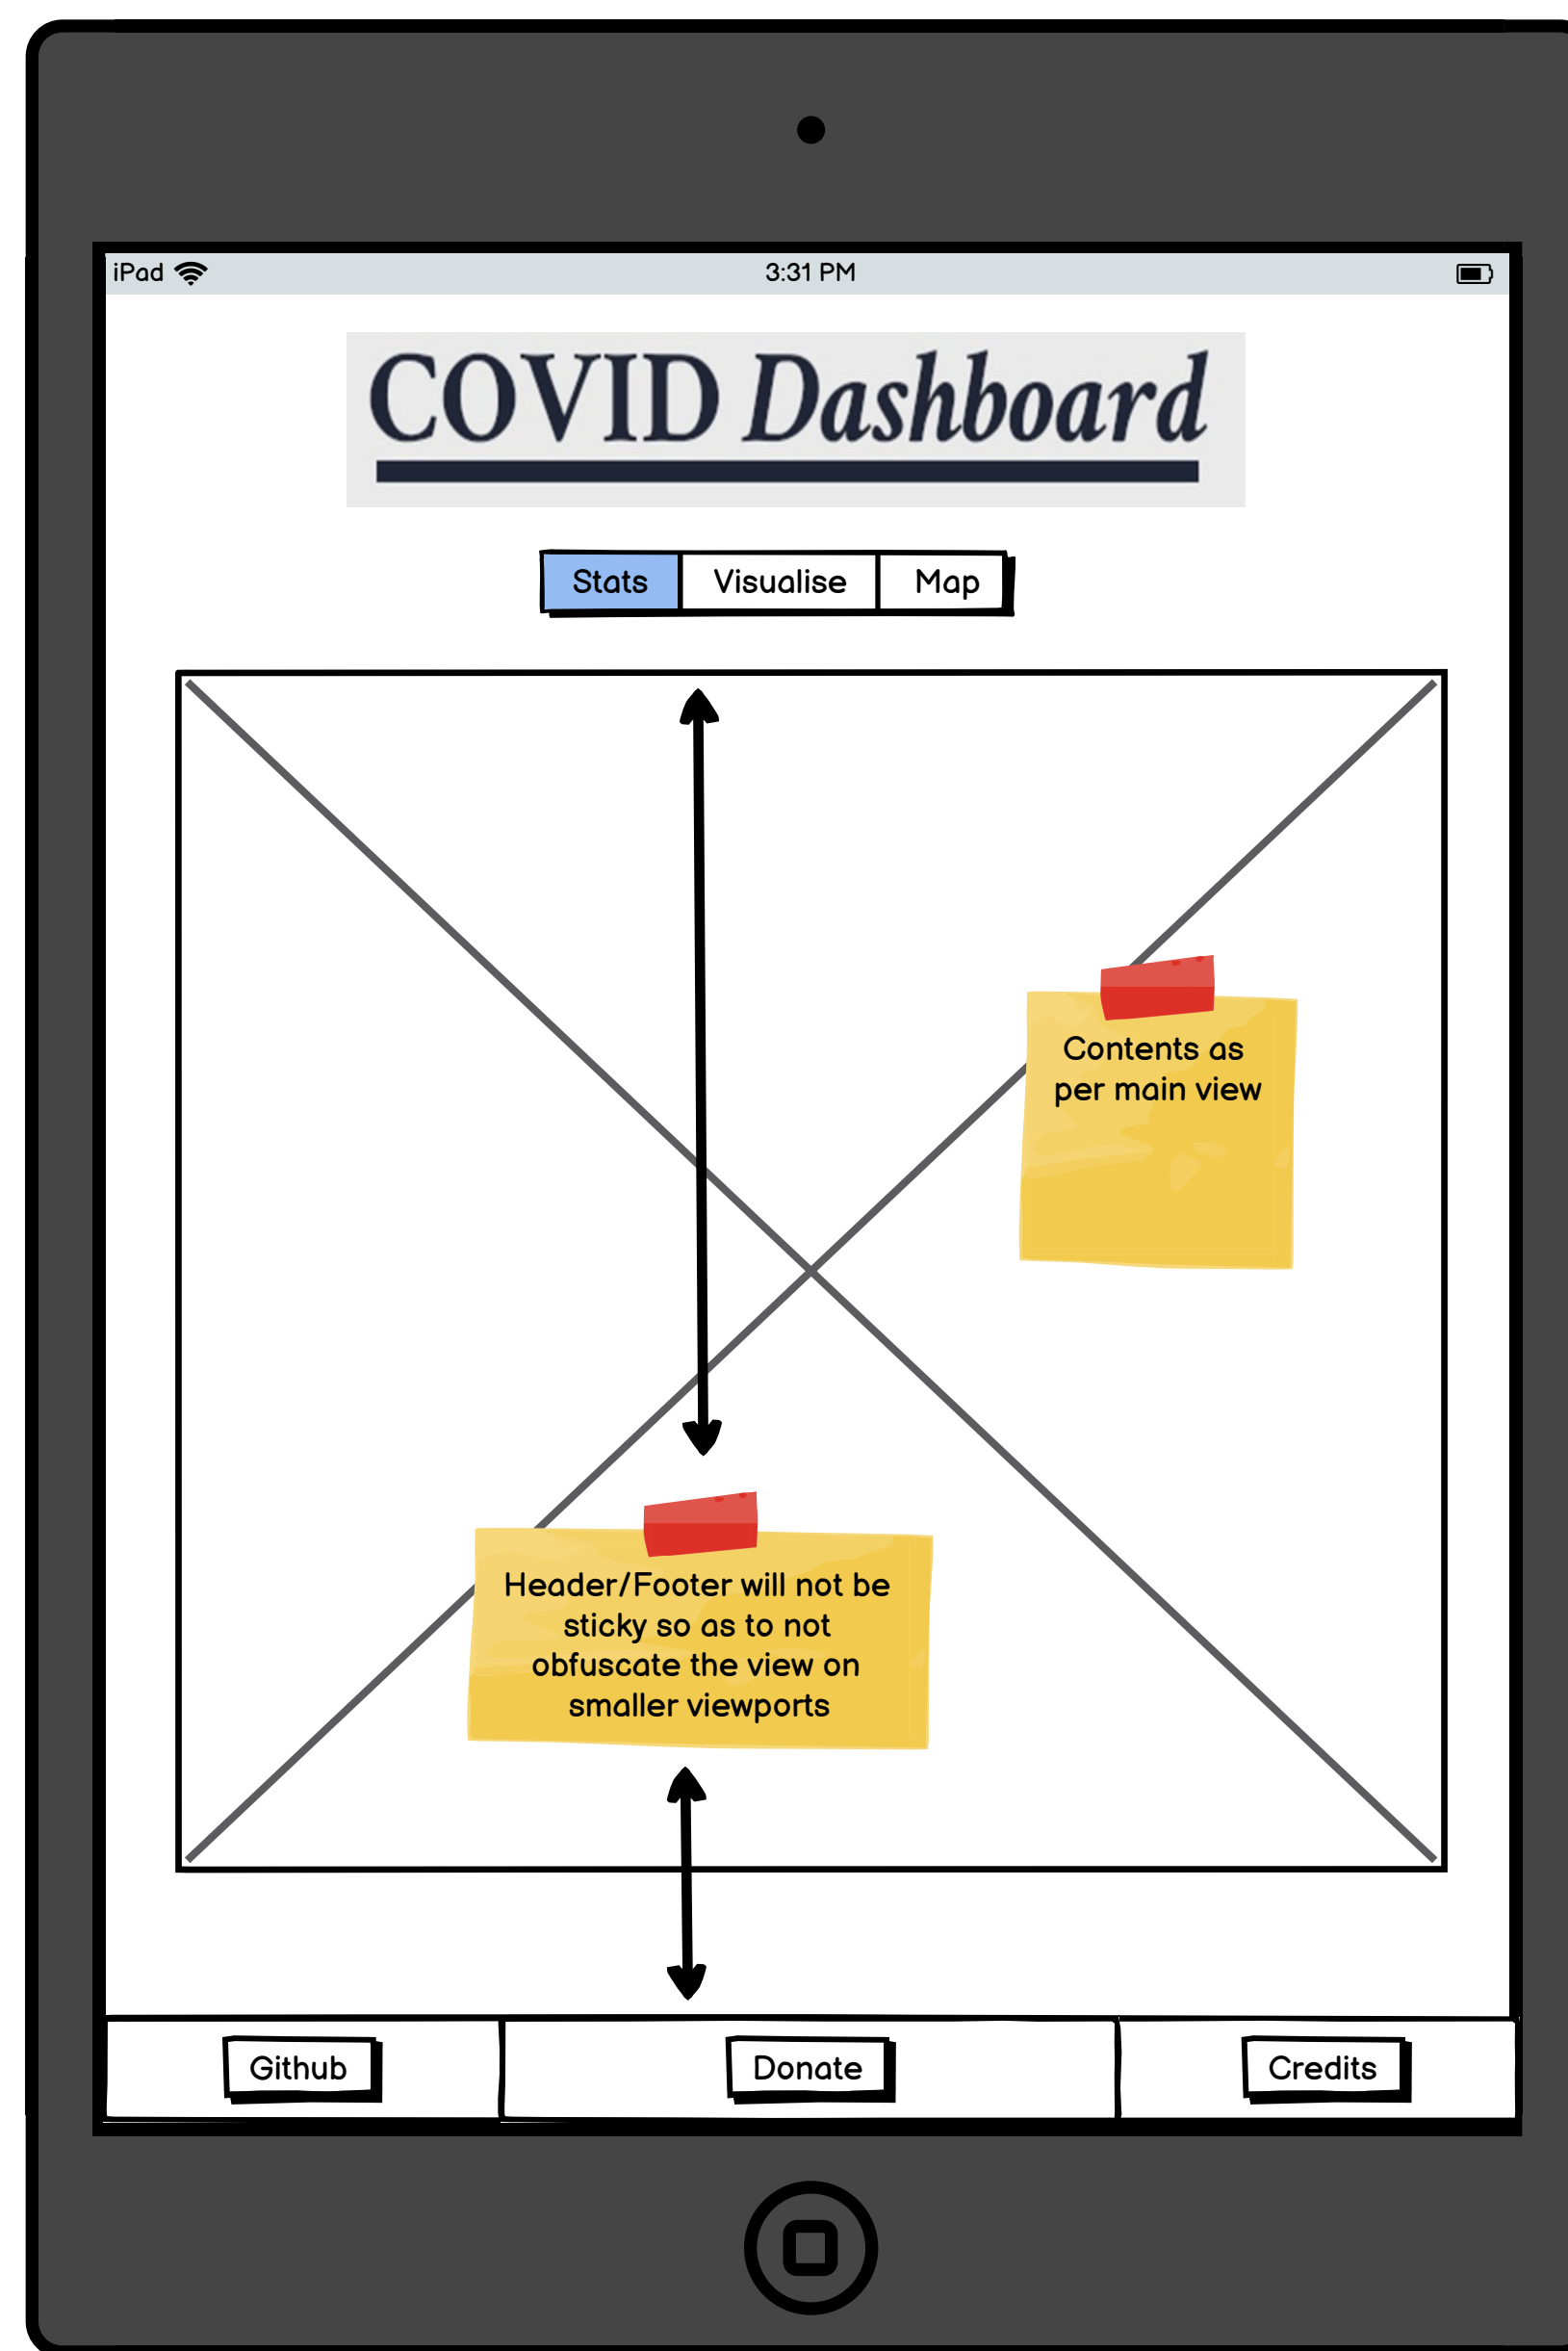 iPad 3:31 PM
COVID Dashboard
Stats Visualise Map
Contents as
per main view
Header/Footer will not be
sticky so as to not
obfuscate the view on
smaller viewports
Github Donate Credits